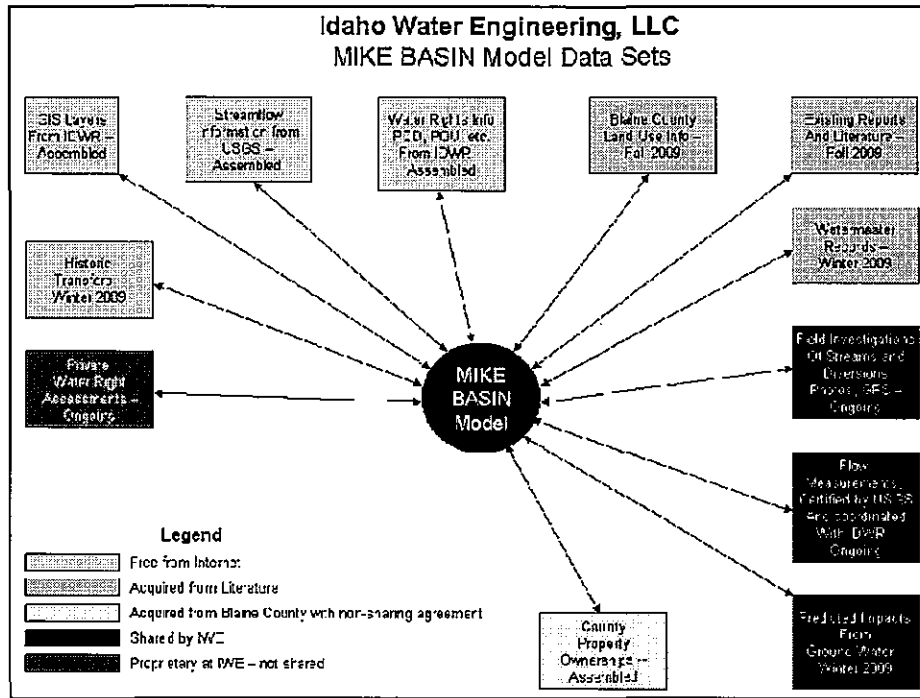 Idaho Water Engineering, LLC
MIKE BASIN Model Data Sets
GIS Layers
From IDWR –
Assembled
Streamflow
Information from
USGS –
Assembled
Water Rights Info
POD, POU, etc.
From IDWR
Assembled
Blaine County
Land Use Info –
Fall 2009
Existing Reports
And Literature –
Fall 2009
Historic
Transfers
Winter 2009
Watermaster
Records –
Winter 2009
Private
Water Right
Assessments –
Ongoing
MIKE
BASIN
Model
Field Investigations
Of Streams and
Diversions
Photos, GPS –
Ongoing
Flow
Measurements,
Certified by USGS
And coordinated
With IDWR
Ongoing
Legend
Free from Internet
Acquired from Literature
Acquired from Blaine County with non-sharing agreement
Shared by IWE
Proprietary at IWE – not shared
County
Property
Ownerships –
Assembled
Predicted Impacts
From
Ground Water
Winter 2009